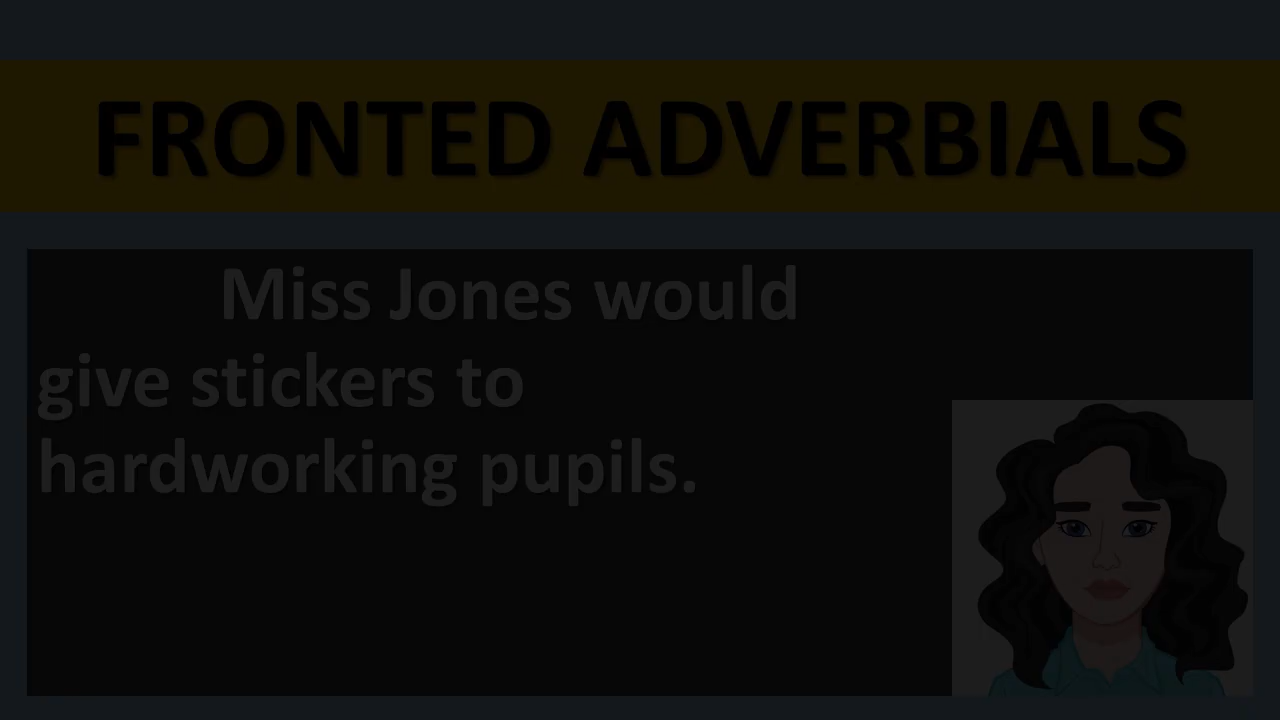 FRONTED ADVERBIALS
Miss Jones would
give stickers to
hardworking pupils.